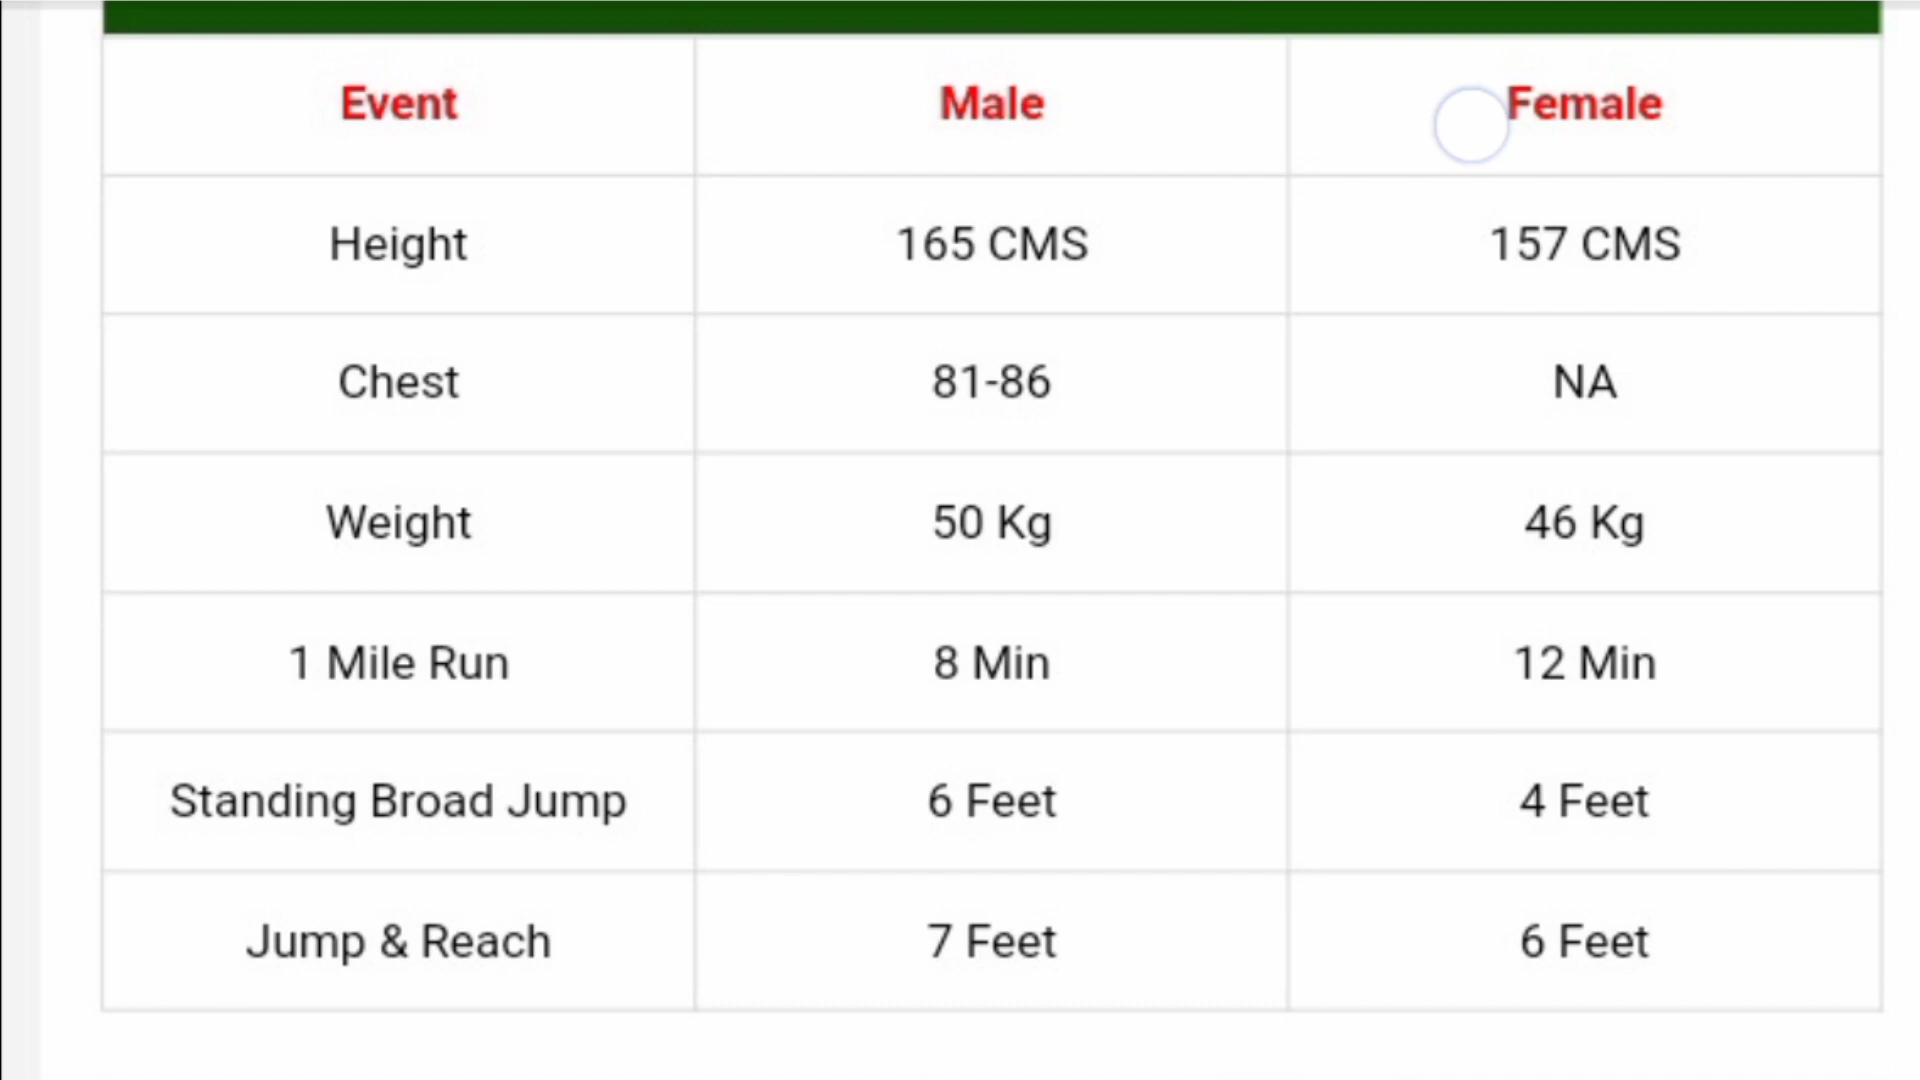 Event Male Female
Height 165 CMS 157 CMS
Chest 81-86 NA
Weight 50 Kg 46 Kg
1 Mile Run 8 Min 12 Min
Standing Broad Jump 6 Feet 4 Feet
Jump & Reach 7 Feet 6 Feet